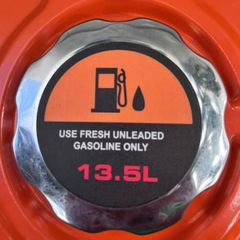 USE FRESH UNLEADED
GASOLINE ONLY
13.5L